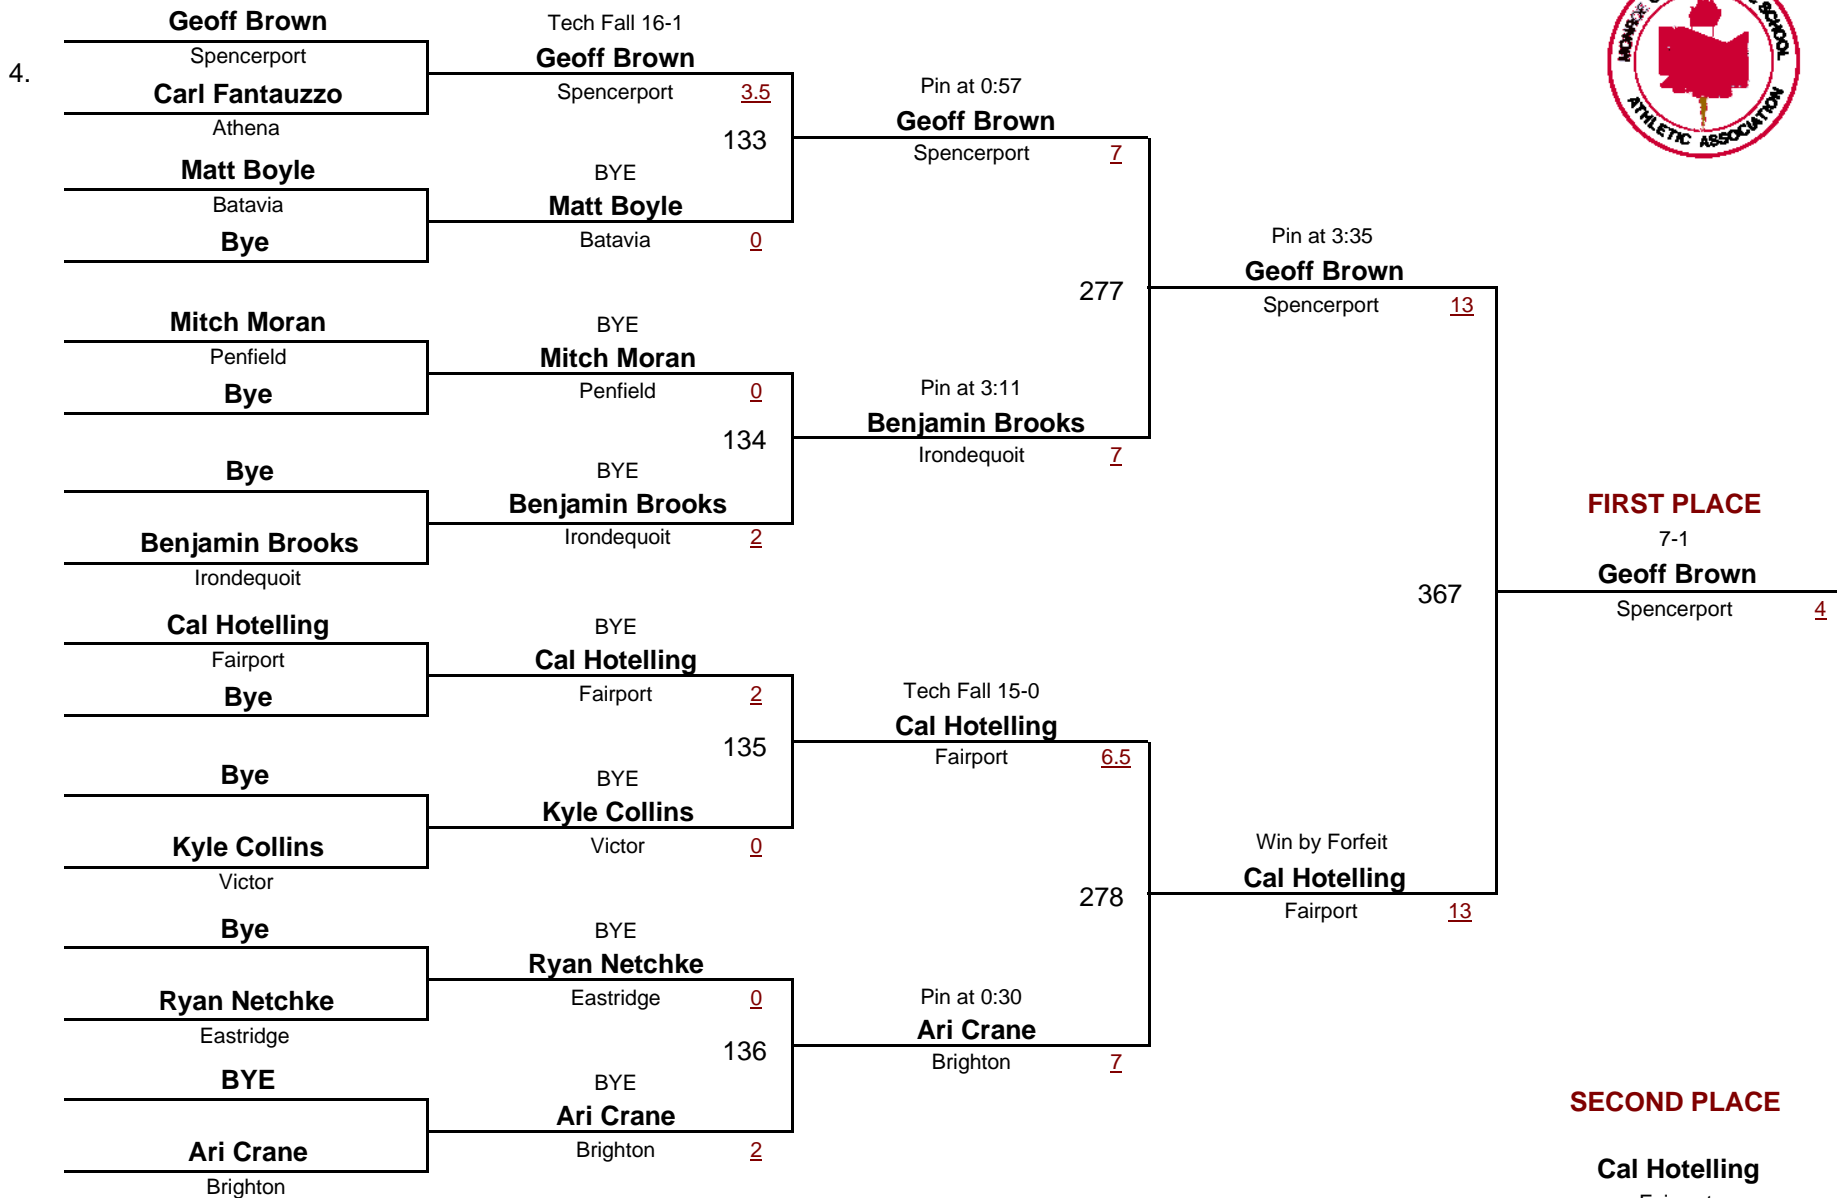 4.
Geoff Brown
Spencerport
Carl Fantauzzo
Athena
Matt Boyle
Batavia
Bye
Mitch Moran
Penfield
Bye
Bye
Benjamin Brooks
Irondequoit
Cal Hotelling
Fairport
Bye
Bye
Kyle Collins
Victor
Bye
Ryan Netchke
Eastridge
BYE
Ari Crane
Brighton
Tech Fall 16-1
Geoff Brown
Spencerport 3.5
133
BYE
Matt Boyle
Batavia 0
BYE
Mitch Moran
Penfield 0
134
BYE
Benjamin Brooks
Irondequoit 2
BYE
Cal Hotelling
Fairport 2
135
BYE
Kyle Collins
Victor 0
BYE
Ryan Netchke
Eastridge 0
136
BYE
Ari Crane
Brighton 2
Pin at 0:57
Geoff Brown
Spencerport 7
277
Pin at 3:11
Benjamin Brooks
Irondequoit 7
Tech Fall 15-0
Cal Hotelling
Fairport 6.5
278
Pin at 0:30
Ari Crane
Brighton 7
Pin at 3:35
Geoff Brown
Spencerport 13
367
Win by Forfeit
Cal Hotelling
Fairport 13
MONROE
SCHOOL
ATHLETIC ASSOCIATION
FIRST PLACE
7-1
Geoff Brown
Spencerport 4
SECOND PLACE
Cal Hotelling
Fairport